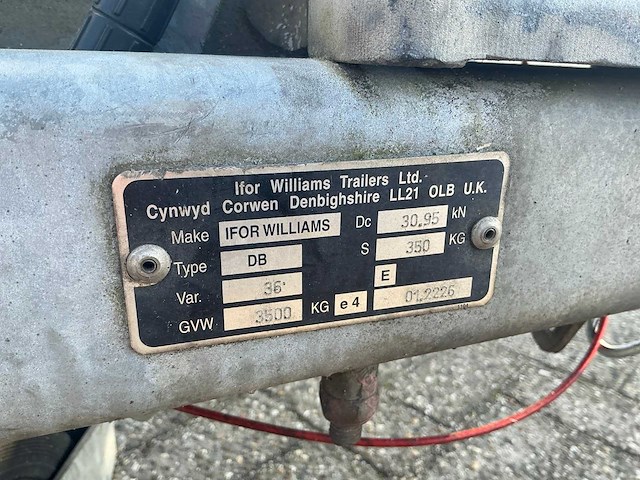 Ifor Williams Trailers Ltd.
Cynwyd Corwen Denbighshire LL21 OLB U.K.
Make IFOR WILLIAMS Dc 30.95 kN
Type DB S 350 KG
Var. 36' E
GVW 3500 KG e4 01.2226